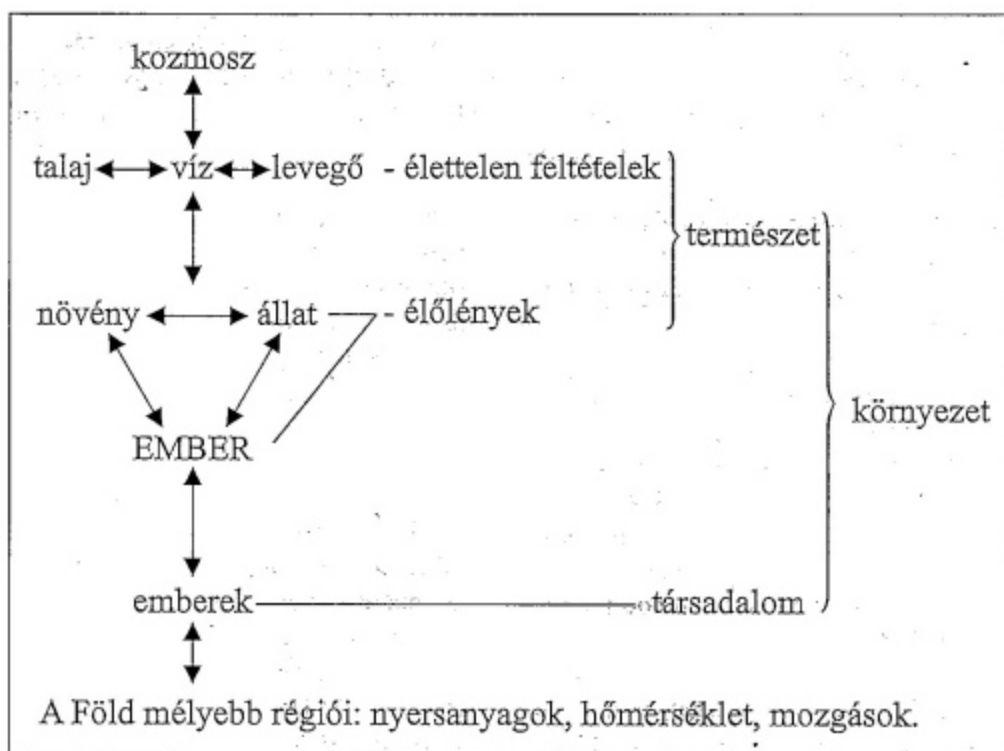 kozmosz
talaj víz levegő - élettelen feltételek
természet
növény állat - élőlények
környezet
EMBER
emberek társadalom
A Föld mélyebb régiói: nyersanyagok, hőmérséklet, mozgások.